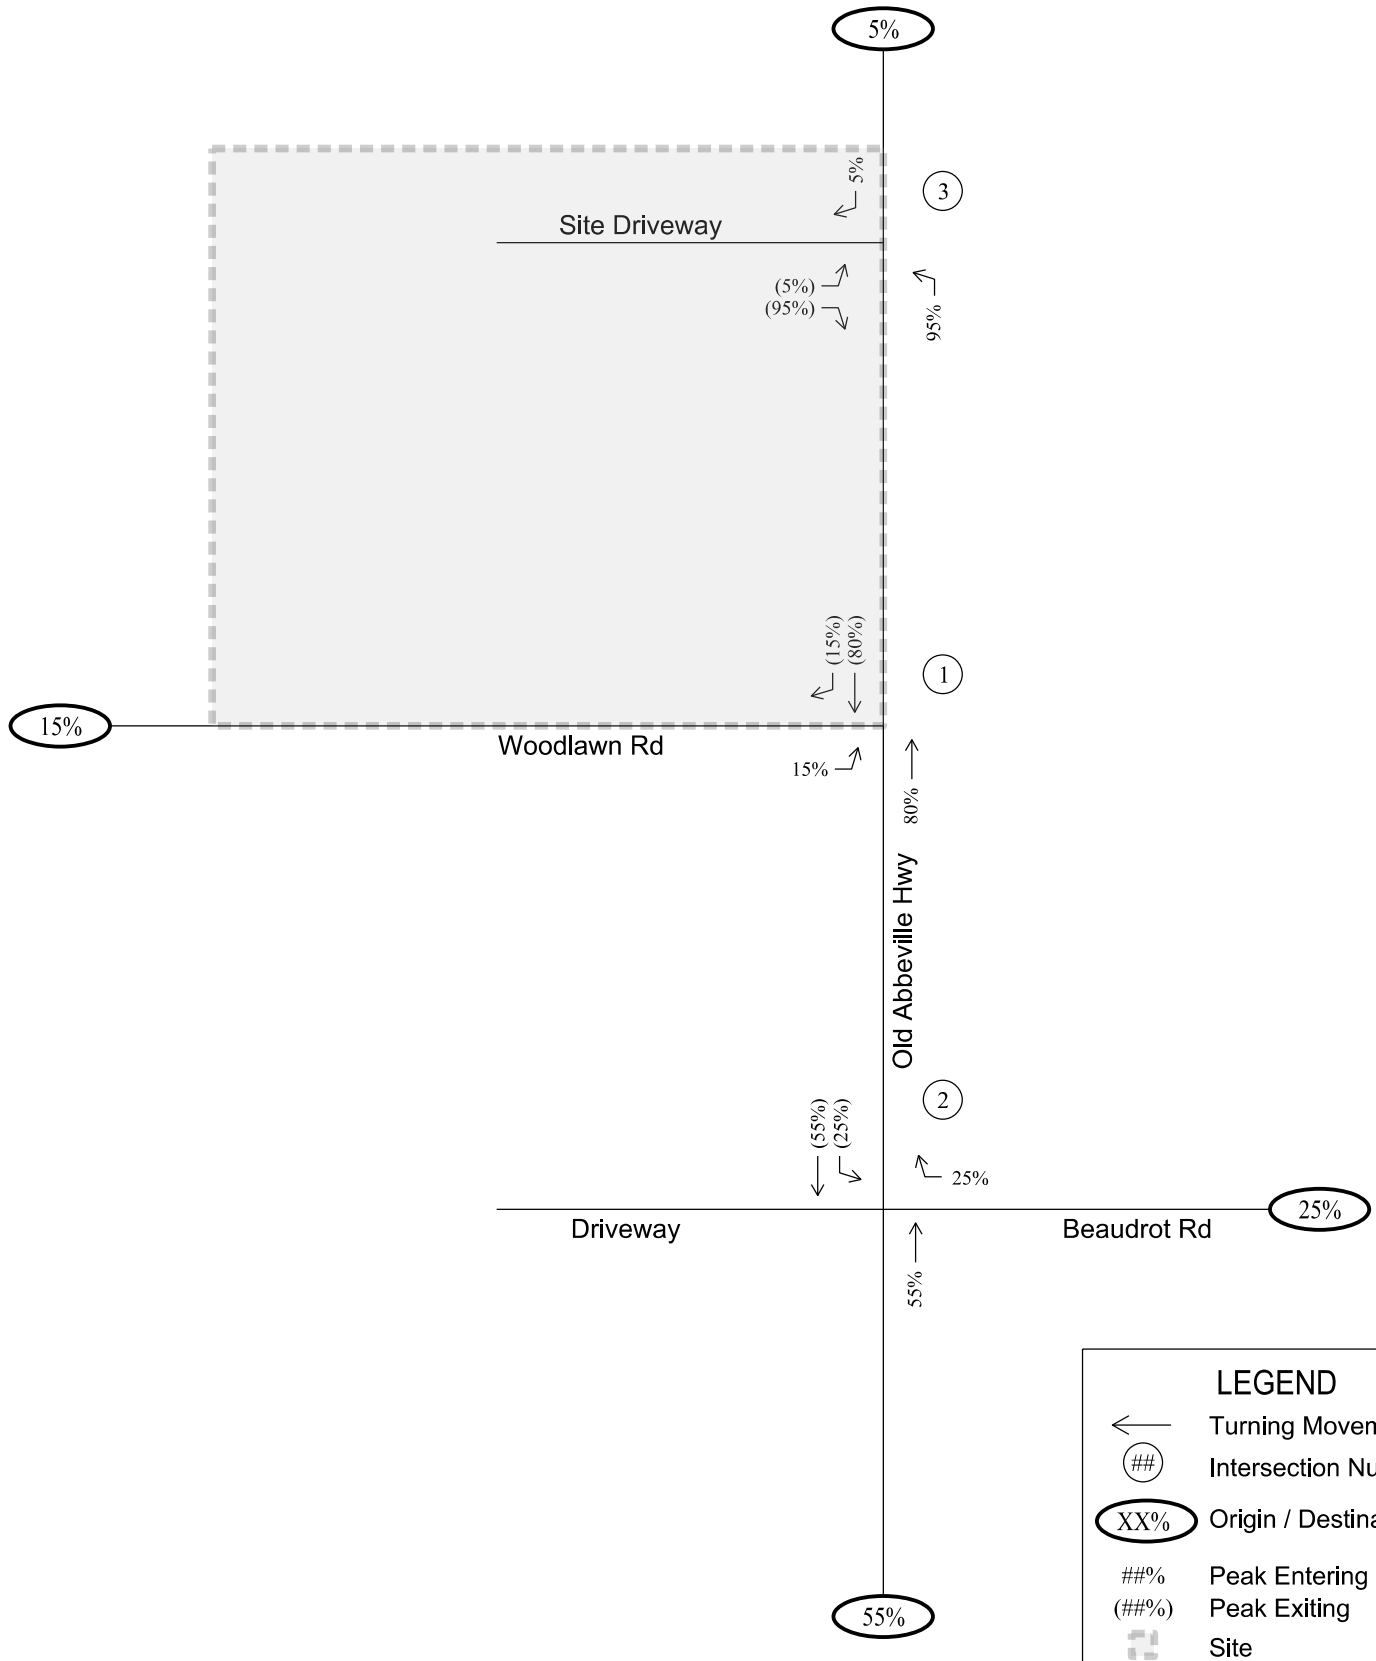 5%
5%
3
Site Driveway
(5%)
(95%)
95%
(15%)
(80%)
1
15%
Woodlawn Rd
15%
80%
Old Abbeville Hwy
2
(55%)
(25%)
25%
Driveway
Beaudrot Rd
25%
55%
LEGEND
Turning Movem
## Intersection Nu
XX% Origin / Destina
##% Peak Entering
(##%) Peak Exiting
Site
55%